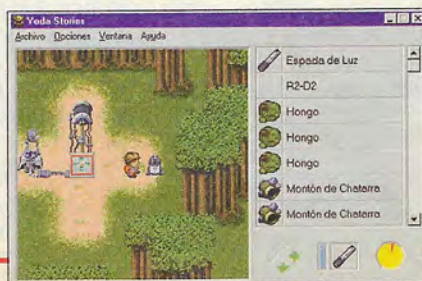 Yoda Stories
Archivo Opciones Ventana Ayuda
Espada de Luz
R2-D2
Hongo
Hongo
Hongo
Montón de Chatarra
Montón de Chatarra